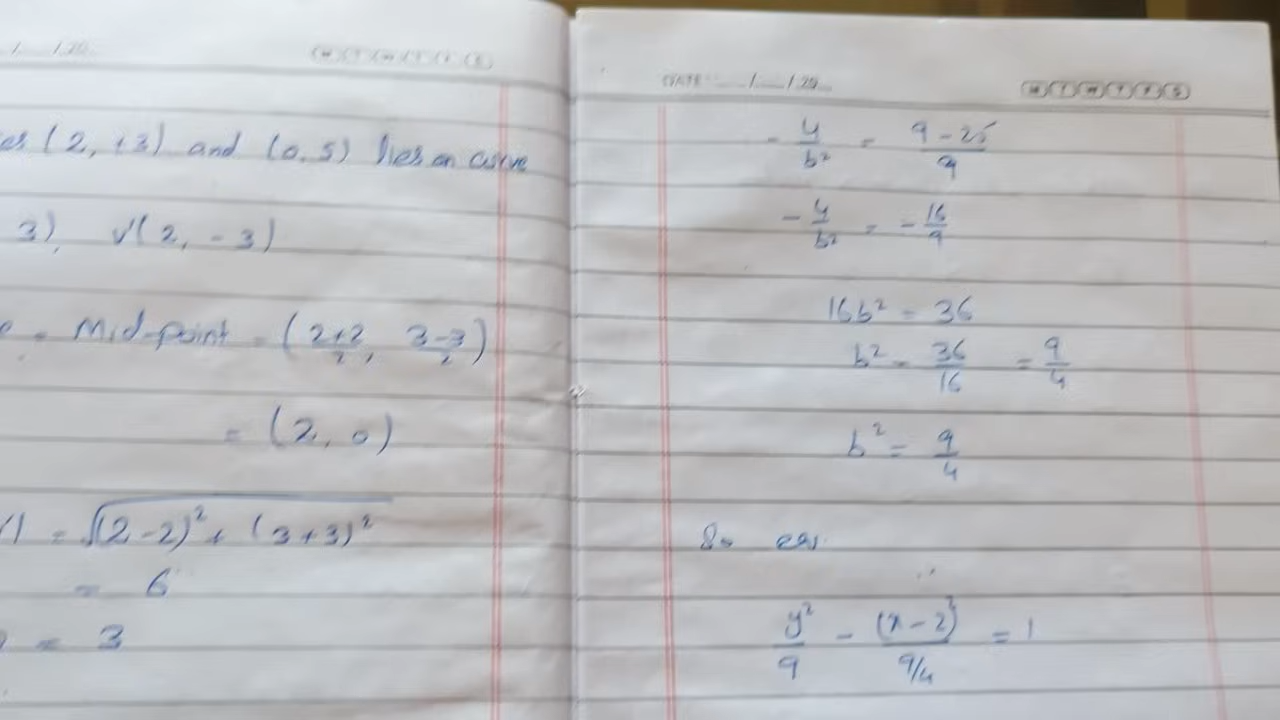 (2, ±3) and (0, 5) lies on curve
3), V'(2, -3)
= Mid-point = (2+2/2, 3-3/2)
= (2, 0)
= √(2-2)² + (3+3)²
= 6
= 3
DATE: ___/___/20___
M T W T F S
- 4/b² = 9-25/9
- 4/b² = - 16/9
16b² = 36
b² = 36/16 = 9/4
b² = 9/4
So
y²/9 - (x-2)²/9/4 = 1